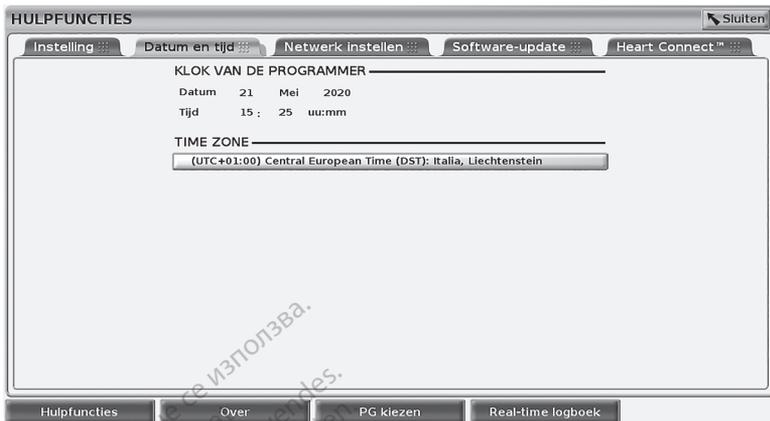 HULPFUNCTIES
Sluiten
Instelling
Datum en tijd
Netwerk instellen
Software-update
Heart Connect™
KLOK VAN DE PROGRAMMER
Datum 21 Mei 2020
Tijd 15 : 25 uu:mm
TIME ZONE
(UTC+01:00) Central European Time (DST): Italia, Liechtenstein
се използва.
Hulpfuncties
Over
PG kiezen
Real-time logboek